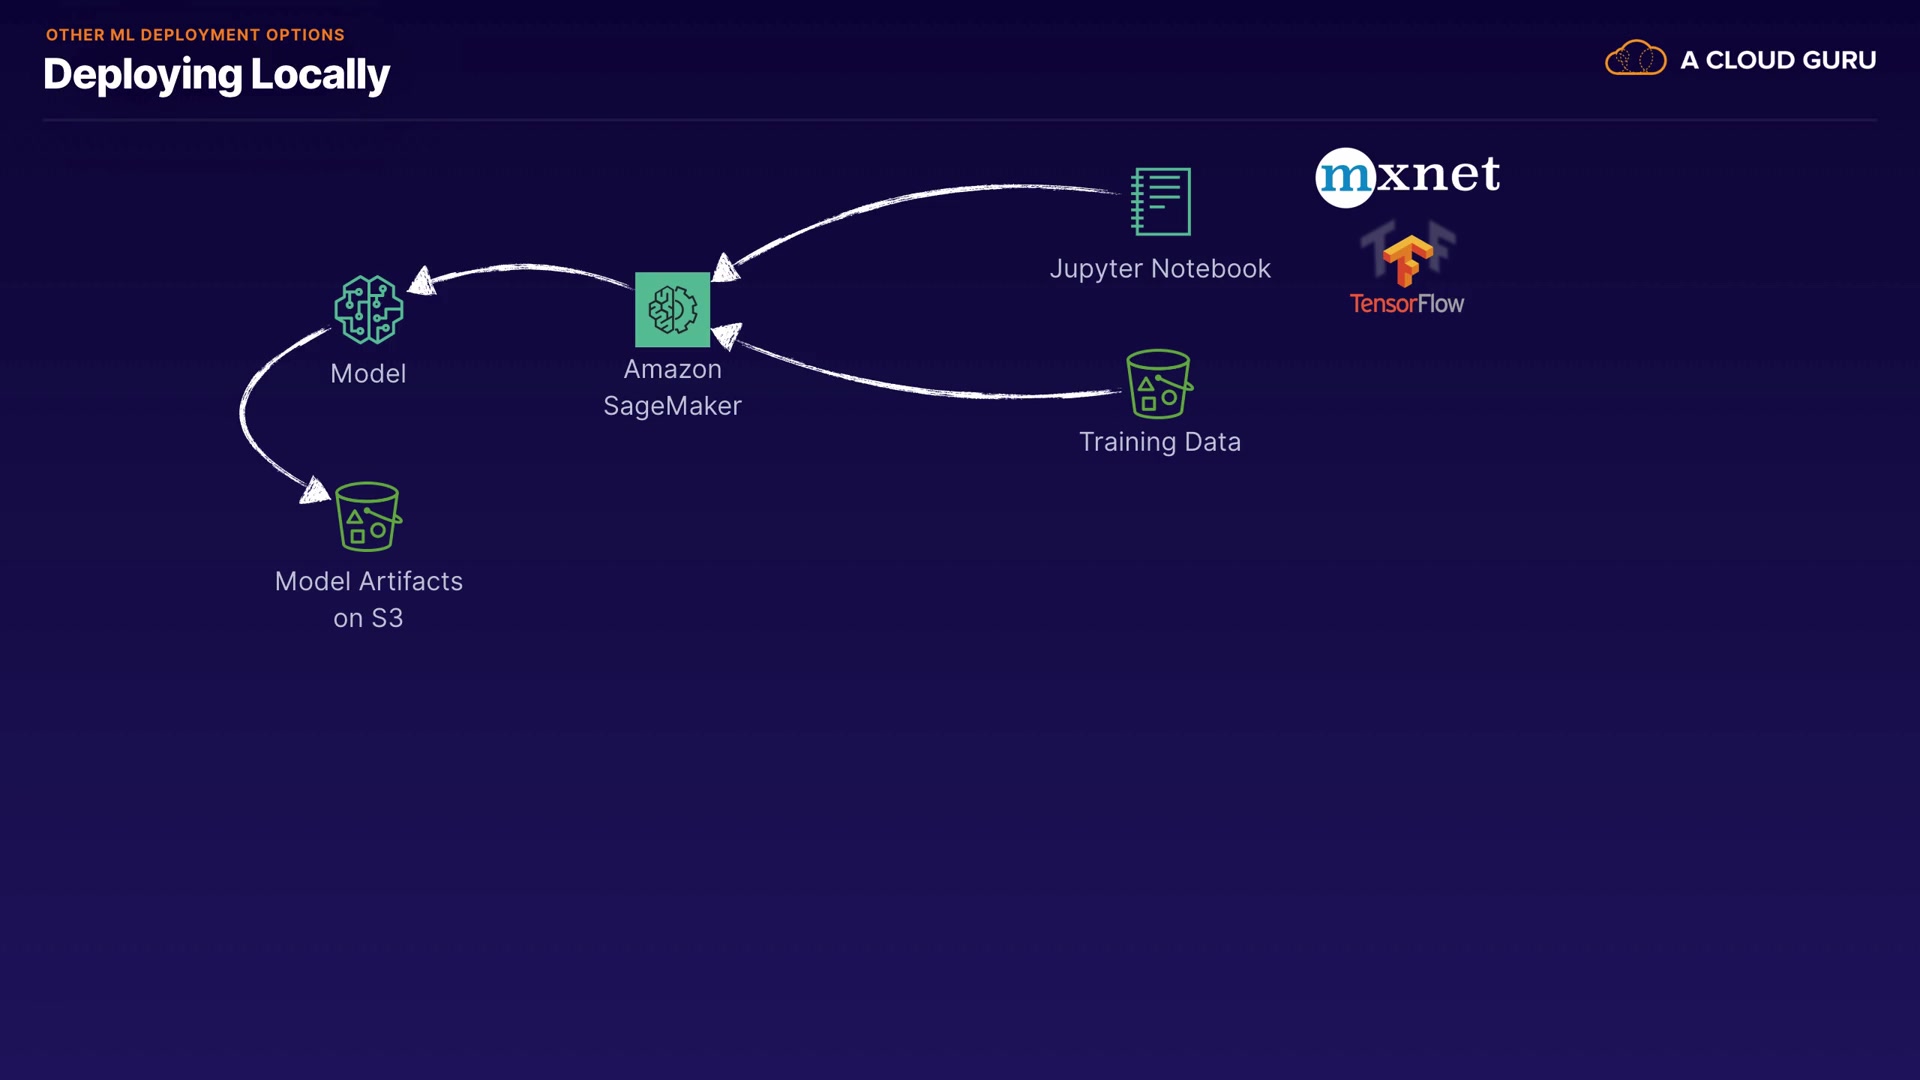 OTHER ML DEPLOYMENT OPTIONS
Deploying Locally
A CLOUD GURU
mxnet
Jupyter Notebook
TF
TensorFlow
Model
Amazon
SageMaker
Training Data
Model Artifacts
on S3